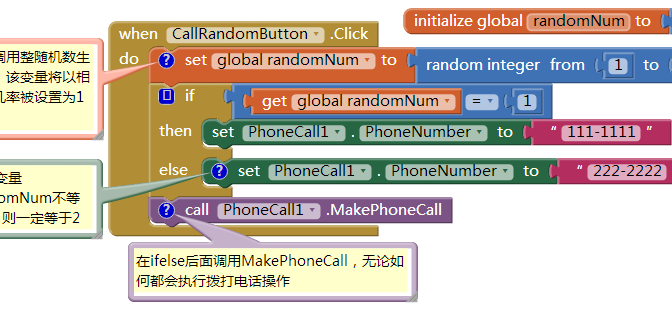 initialize global randomNum to
when CallRandomButton .Click
do
? set global randomNum to random integer from 1 to
if get global randomNum = 1
then set PhoneCall1 . PhoneNumber to “ 111-1111 ”
else ? set PhoneCall1 . PhoneNumber to “ 222-2222
? call PhoneCall1 .MakePhoneCall
调用整随机数生
该变量将以相
几率被设置为1
变量
omNum不等
则一定等于2
在ifelse后面调用MakePhoneCall，无论如
何都会执行拨打电话操作